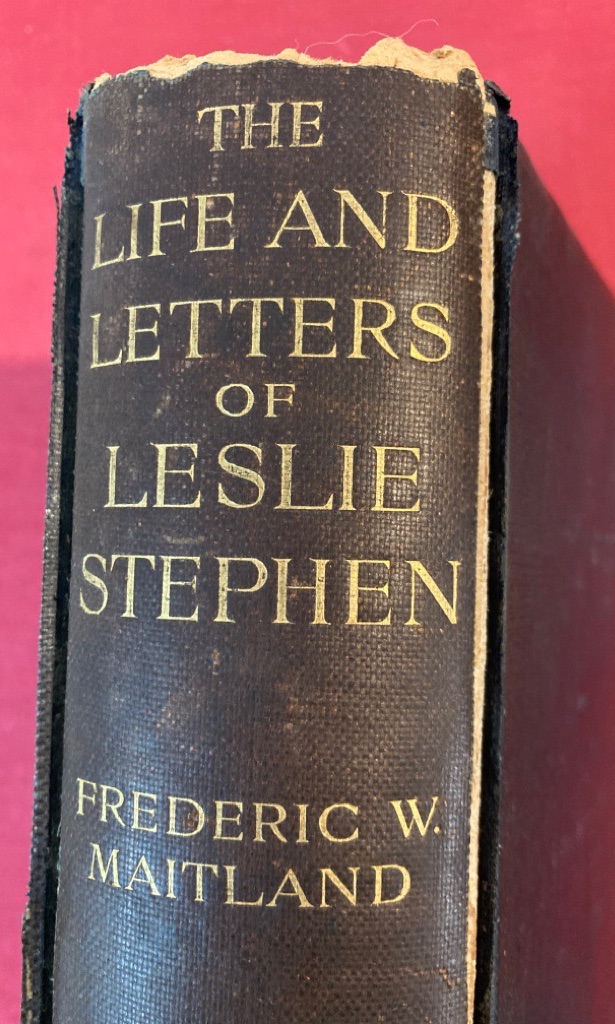 THE
LIFE AND
LETTERS
OF
LESLIE
STEPHEN
FREDERIC W.
MAITLAND